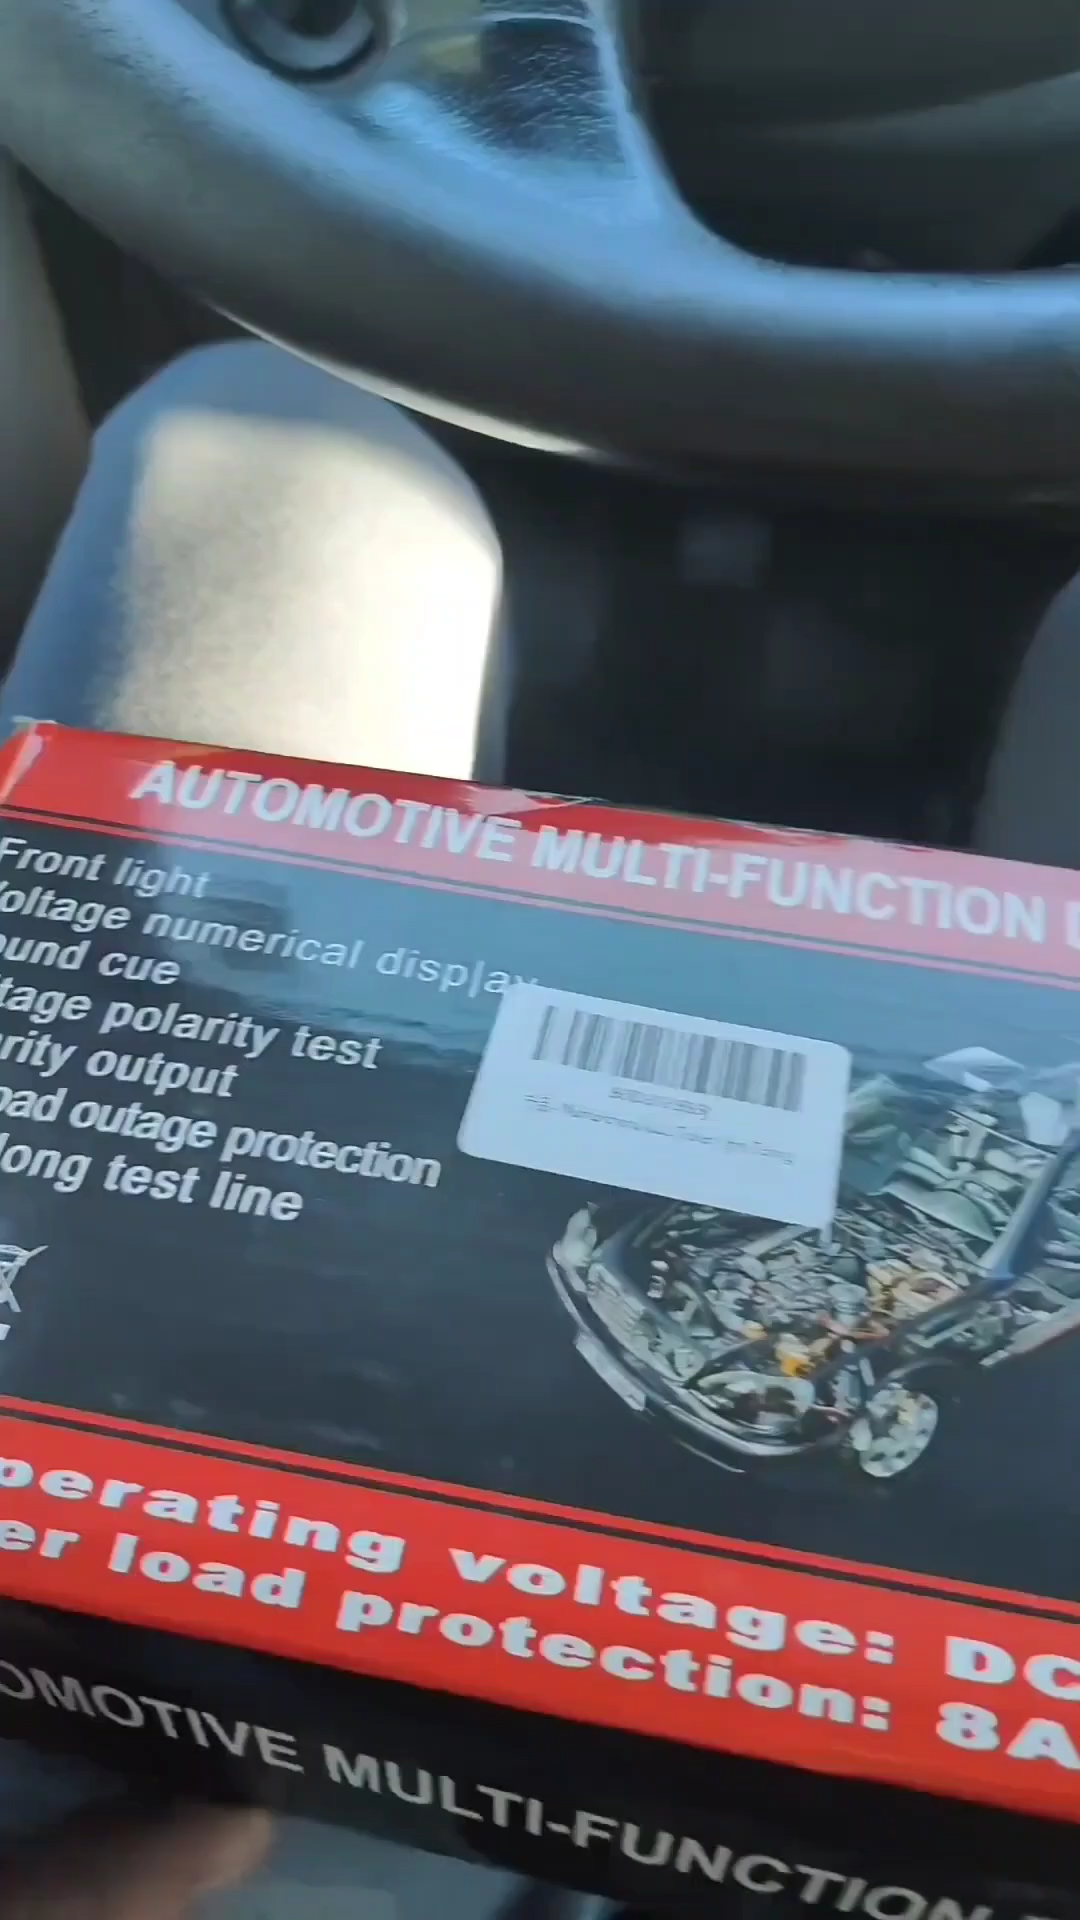 AUTOMOTIVE MULTI-FUNCTION
Front light
oltage numerical display
ound cue
tage polarity test
rity output
oad outage protection
long test line
perating voltage: DC
er load protection: 8A
OMOTIVE MULTI-FUNCTION